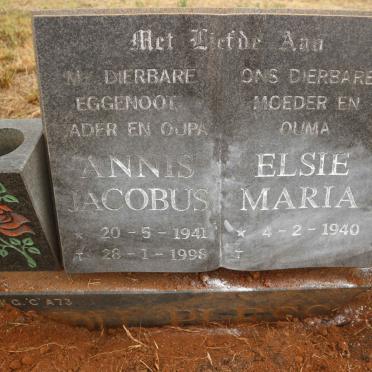 Met Liefde Aan
MY DIERBARE
EGGENOOT,
VADER EN OUPA
ANNIS
JACOBUS
* 20-5-1941
† 28-1-1998
ONS DIERBARE
MOEDER EN
OUMA
ELSIE
MARIA
* 4-2-1940
†